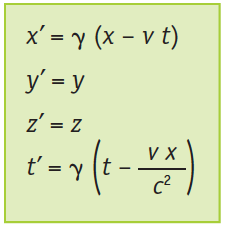 x′ = γ (x – v t)
y′ = y
z′ = z
t′ = γ (t – v x / c²)